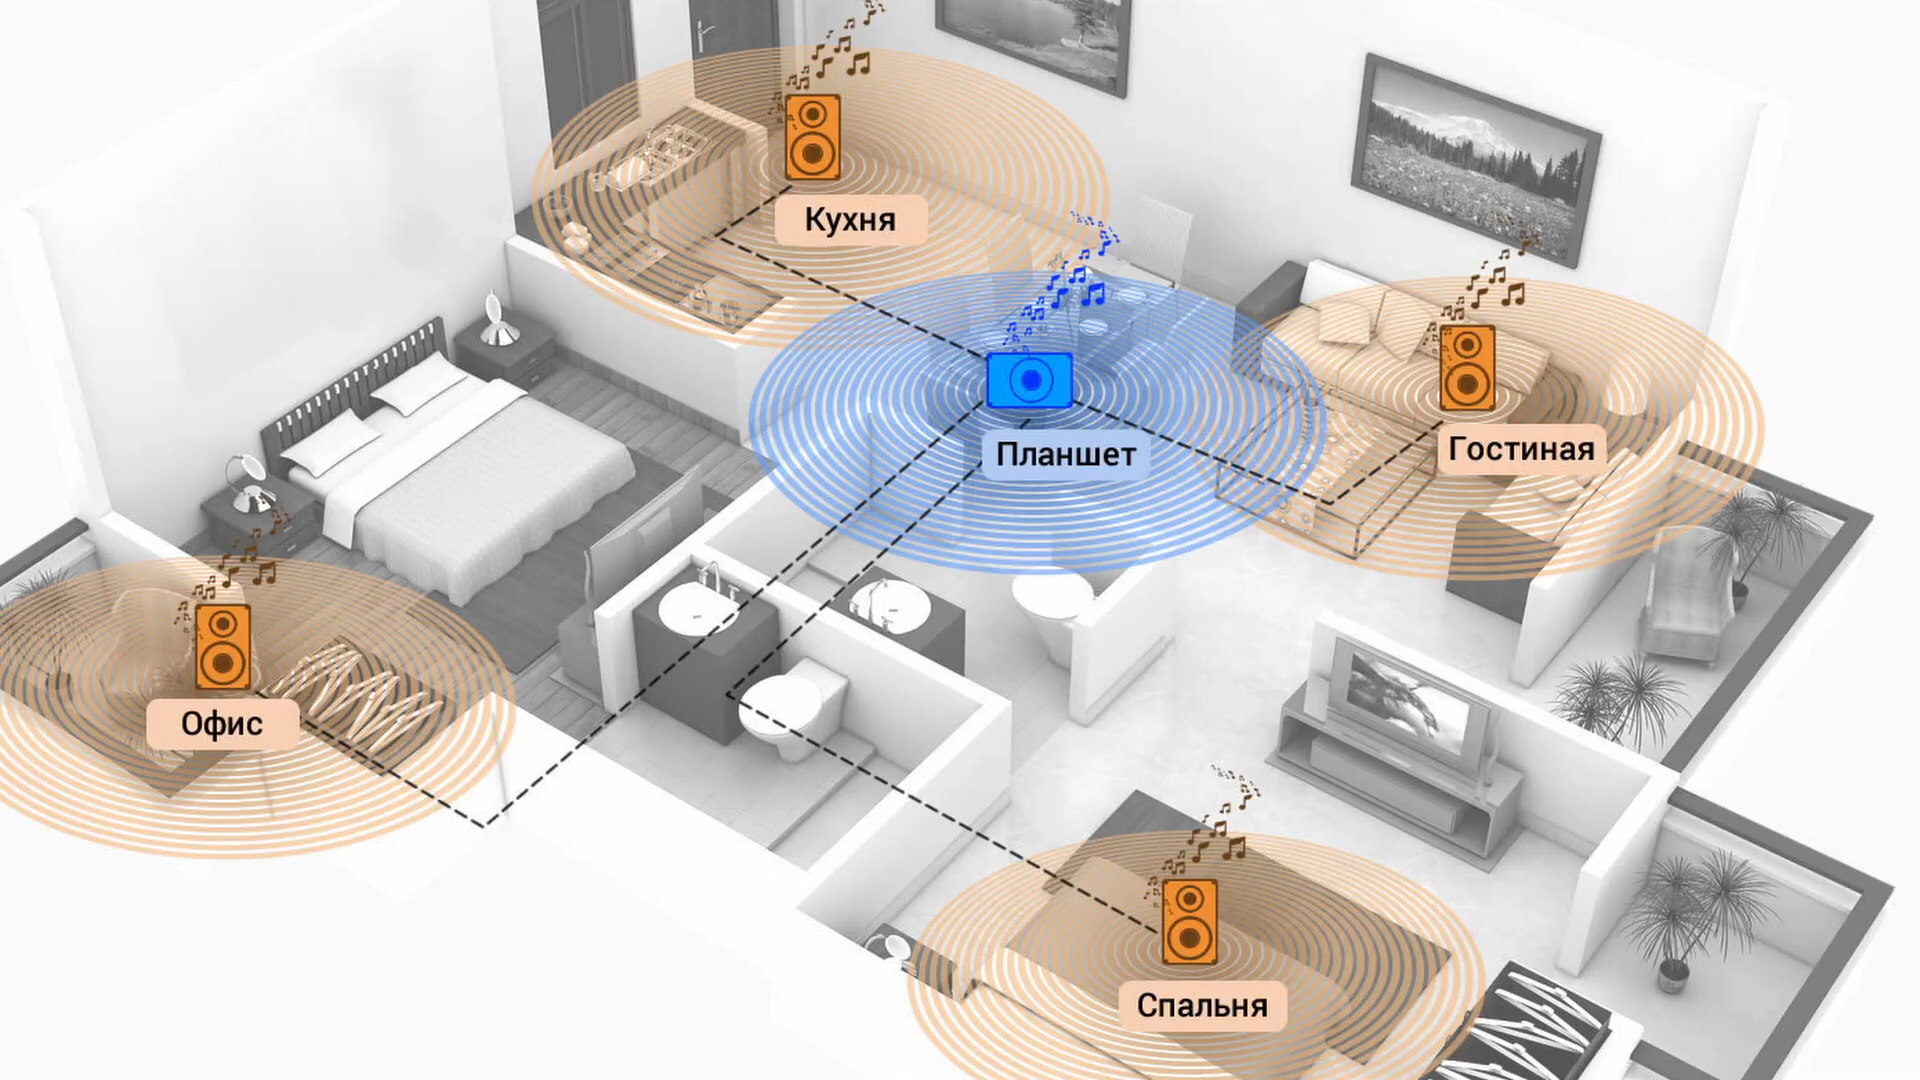 Кухня
Планшет
Гостиная
Офис
Спальня